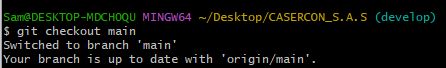 Sam@DESKTOP-MDCHOQU MINGW64 ~/Desktop/CASERCON_S.A.S (develop)
$ git checkout main
Switched to branch 'main'
Your branch is up to date with 'origin/main'.